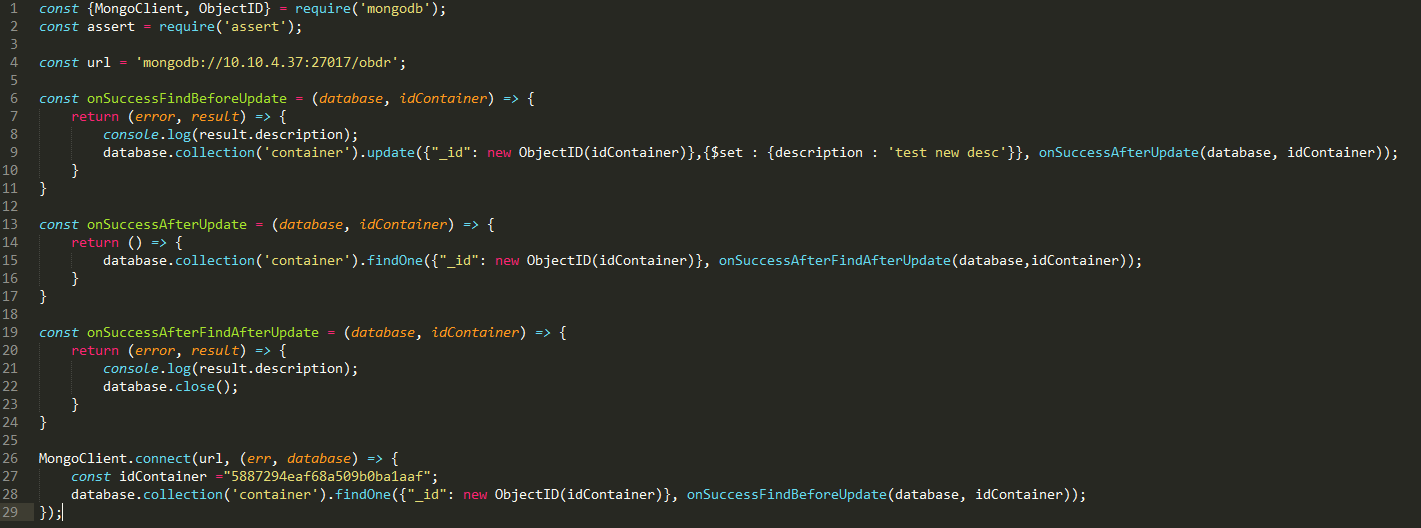 1 const {MongoClient, ObjectID} = require('mongodb');
2 const assert = require('assert');
3
4 const url = 'mongodb://10.10.4.37:27017/obdr';
5
6 const onSuccessFindBeforeUpdate = (database, idContainer) => {
7     return (error, result) => {
8         console.log(result.description);
9         database.collection('container').update({"_id": new ObjectID(idContainer)},{$set : {description : 'test new desc'}}, onSuccessAfterUpdate(database, idContainer));
10     }
11 }
12
13 const onSuccessAfterUpdate = (database, idContainer) => {
14     return () => {
15         database.collection('container').findOne({"_id": new ObjectID(idContainer)}, onSuccessAfterFindAfterUpdate(database,idContainer));
16     }
17 }
18
19 const onSuccessAfterFindAfterUpdate = (database, idContainer) => {
20     return (error, result) => {
21         console.log(result.description);
22         database.close();
23     }
24 }
25
26 MongoClient.connect(url, (err, database) => {
27     const idContainer ="5887294eaf68a509b0ba1aaf";
28     database.collection('container').findOne({"_id": new ObjectID(idContainer)}, onSuccessFindBeforeUpdate(database, idContainer));
29 });